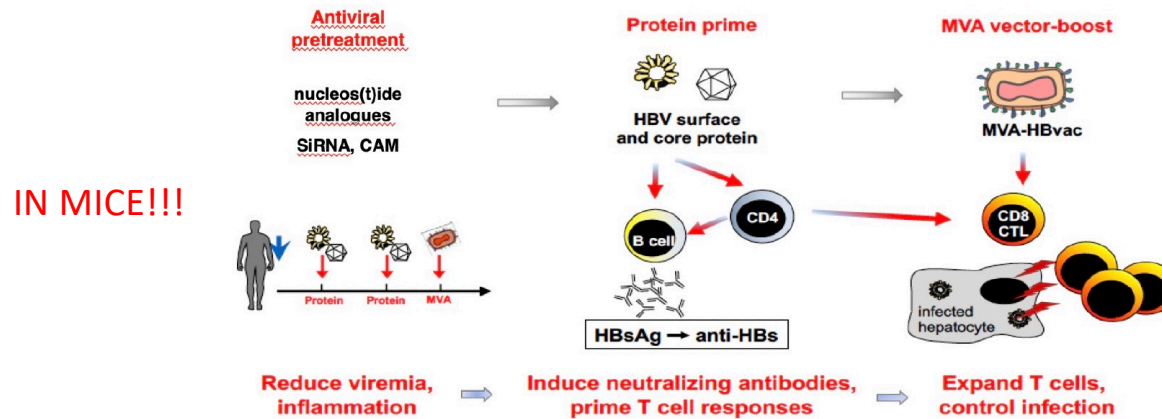 Antiviral
pretreatment
nucleos(t)ide
analogues
SiRNA, CAM
Protein prime
HBV surface
and core protein
MVA vector-boost
MVA-HBvac
IN MICE!!!
Protein
Protein
MVA
B cell
CD4
CD8
CTL
HBsAg → anti-HBs
infected
hepatocyte
Reduce viremia,
inflammation
Induce neutralizing antibodies,
prime T cell responses
Expand T cells,
control infection